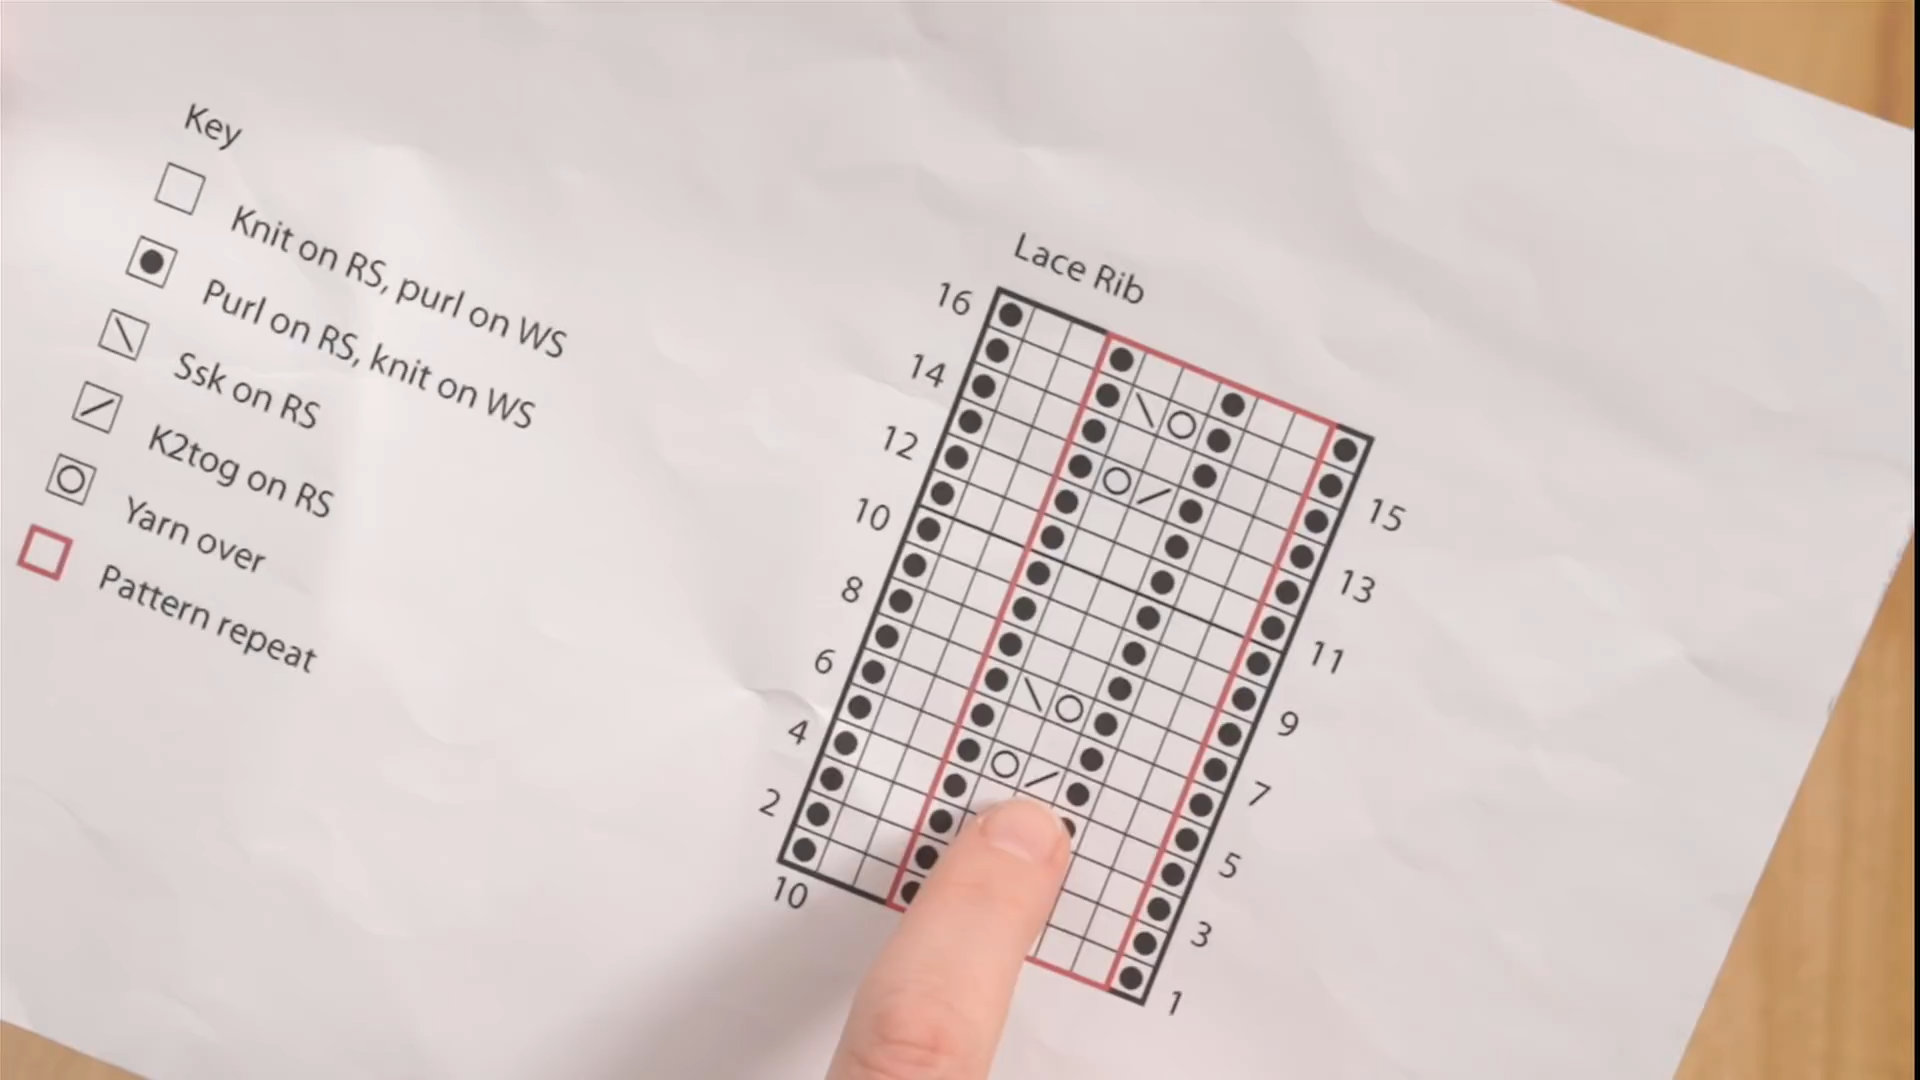 Key
Knit on RS, purl on WS
Purl on RS, knit on WS
Ssk on RS
K2tog on RS
Yarn over
Pattern repeat
Lace Rib
16
14
12
10
8
6
4
2
10
15
13
11
9
7
5
3
1